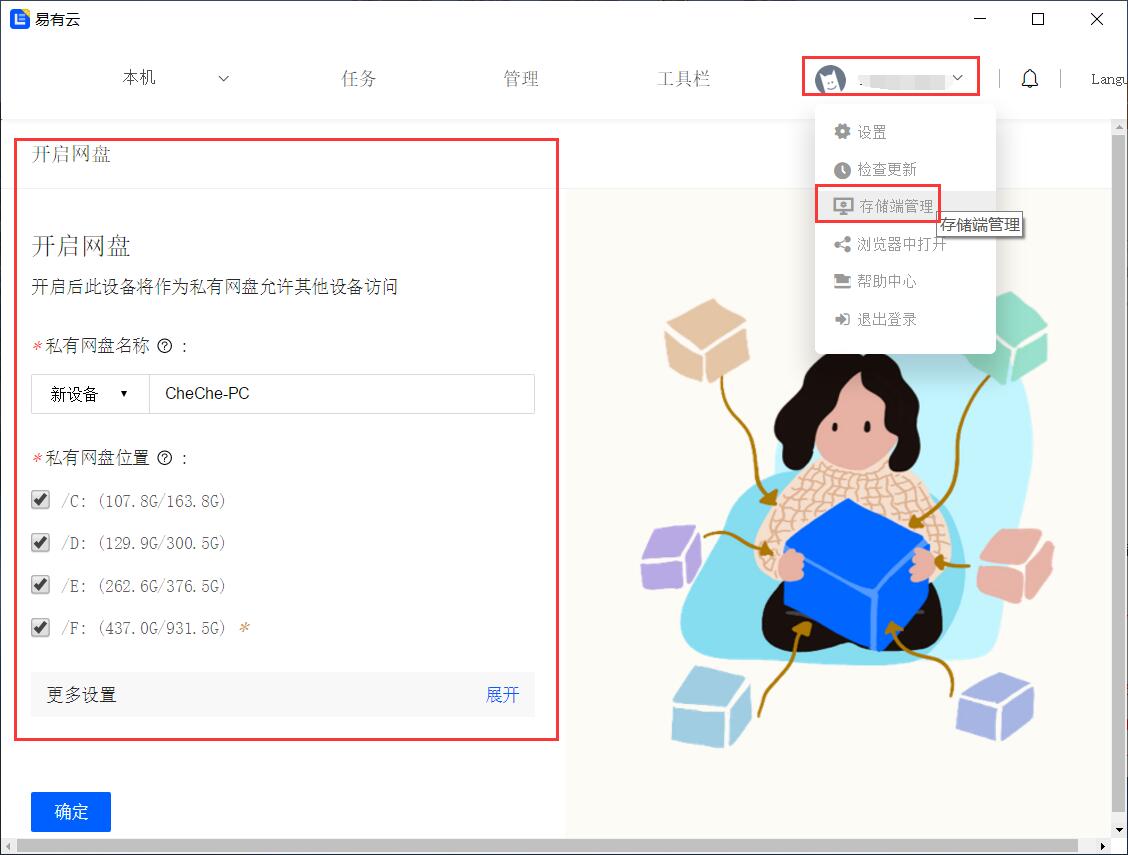 易有云
本机
任务
管理
工具栏
Langu
设置
检查更新
存储端管理
存储端管理
浏览器中打开
帮助中心
退出登录
开启网盘
开启网盘
开启后此设备将作为私有网盘允许其他设备访问
*私有网盘名称 ? :
新设备 ▼ CheChe-PC
*私有网盘位置 ? :
/C: (107.8G/163.8G)
/D: (129.9G/300.5G)
/E: (262.6G/376.5G)
/F: (437.0G/931.5G) *
更多设置 展开
确定